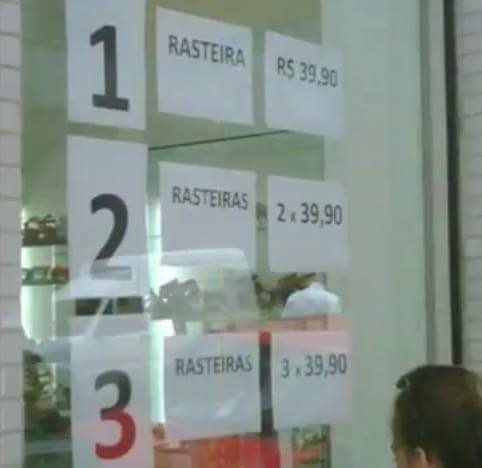 1 RASTEIRA R$ 39,90
2 RASTEIRAS 2 x 39,90
3 RASTEIRAS 3 x 39,90